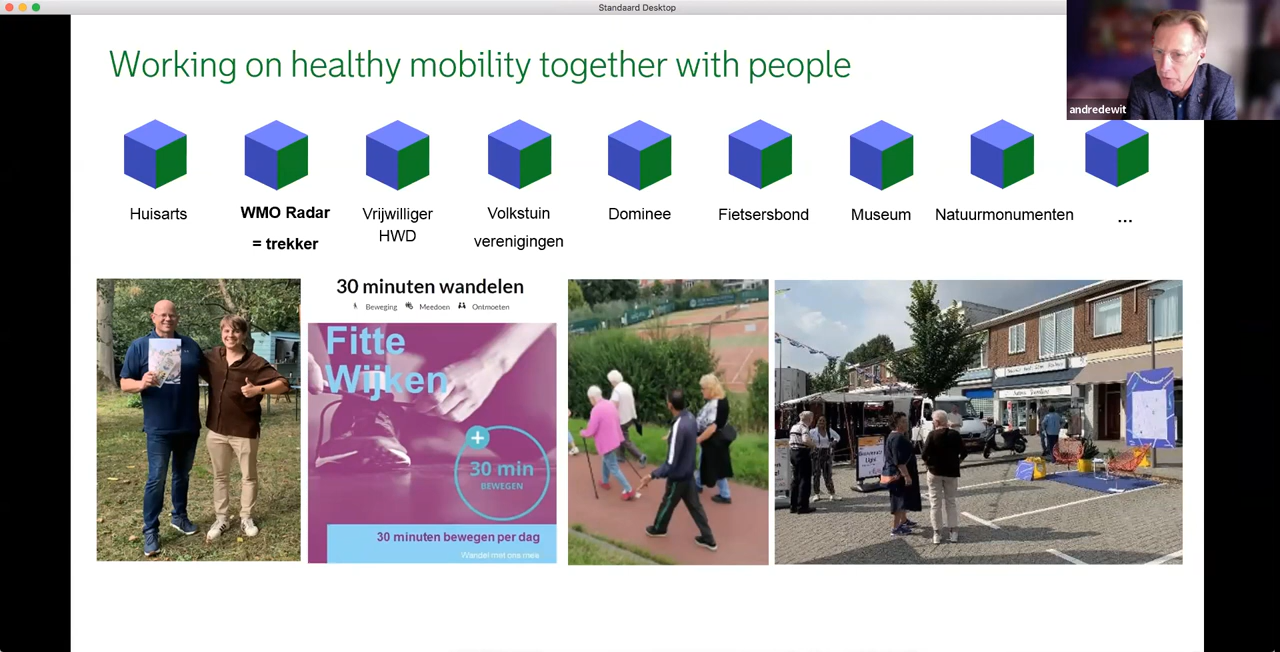 Standaard Desktop
Working on healthy mobility together with people
andredewit
Huisarts
WMO Radar
= trekker
Vrijwilliger
HWD
Volkstuin
verenigingen
Dominee
Fietsersbond
Museum
Natuurmonumenten
...
30 minuten wandelen
Beweging Meedoen Ontmoeten
Fitte
Wijken
+
30 min
BEWEGEN
30 minuten bewegen per dag
Wandel met ons mee.